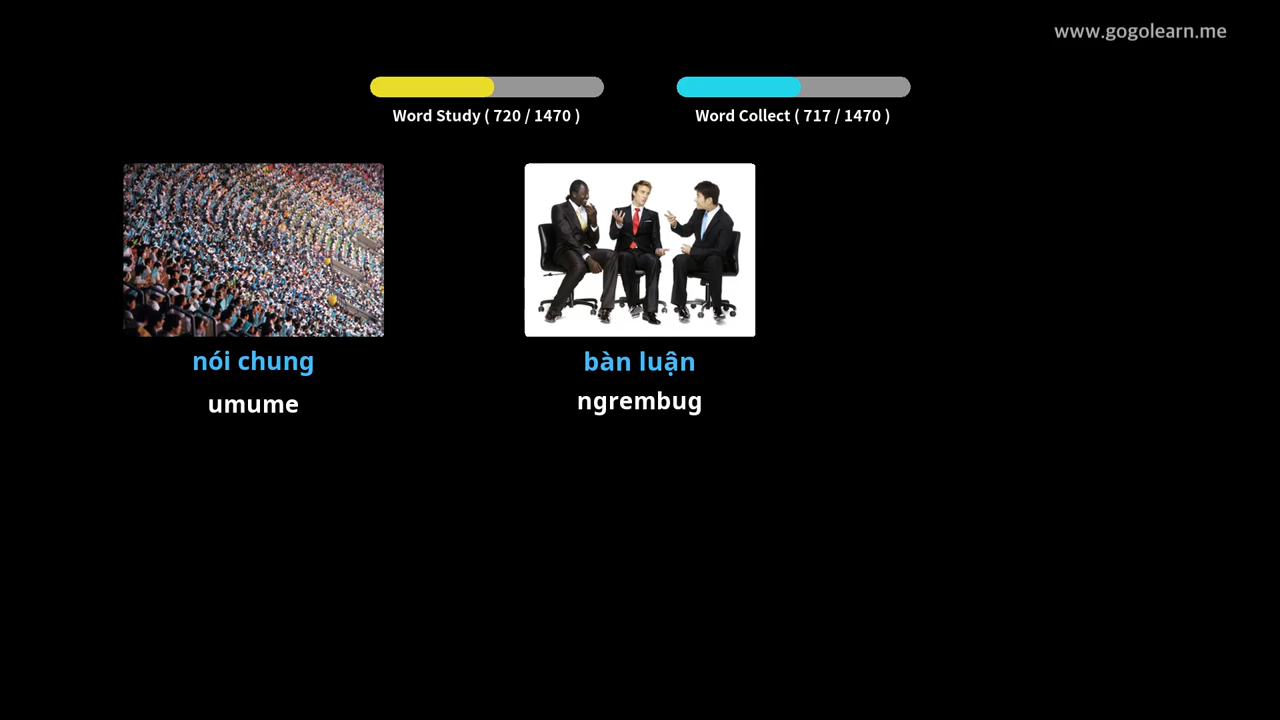 www.gogolearn.me
Word Study ( 720 / 1470 )
Word Collect ( 717 / 1470 )
nói chung
umume
bàn luận
ngrembug